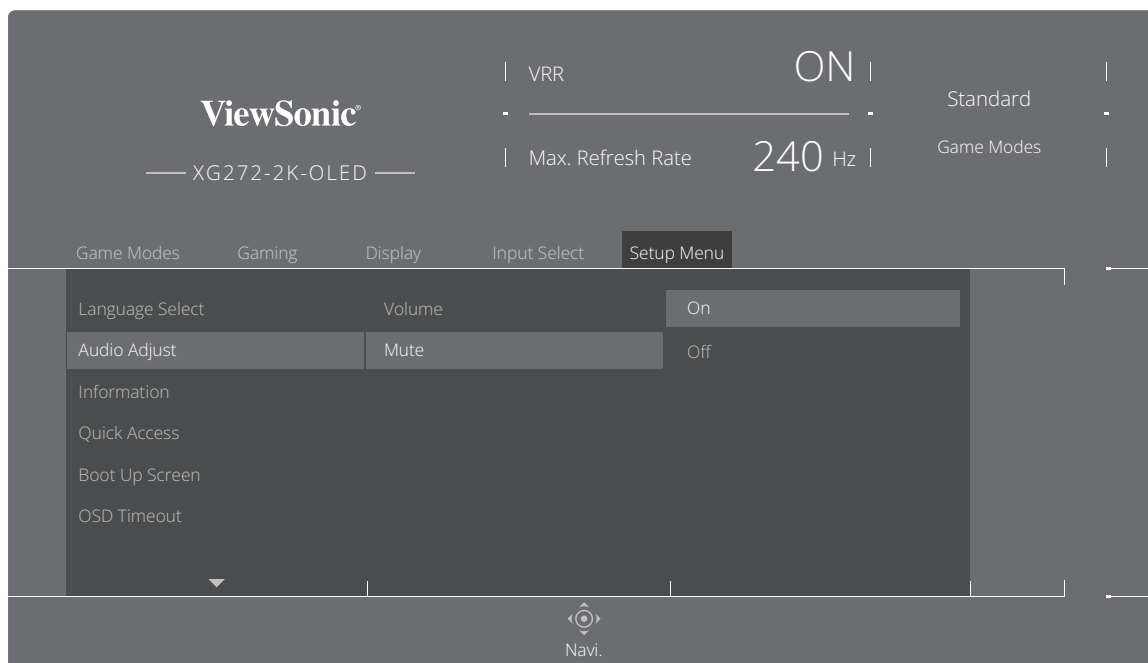 ViewSonic®
XG272-2K-OLED
VRR ON
Max. Refresh Rate 240 Hz
Standard
Game Modes
Game Modes Gaming Display Input Select Setup Menu
Language Select Volume On
Audio Adjust Mute Off
Information
Quick Access
Boot Up Screen
OSD Timeout
Navi.